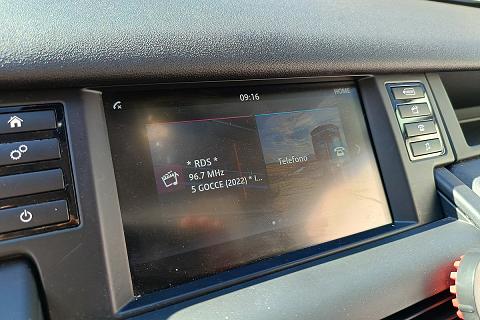 09:16
HOME
* RDS *
96.7 MHz
5 GOCCE (2022) * i...
Telefono